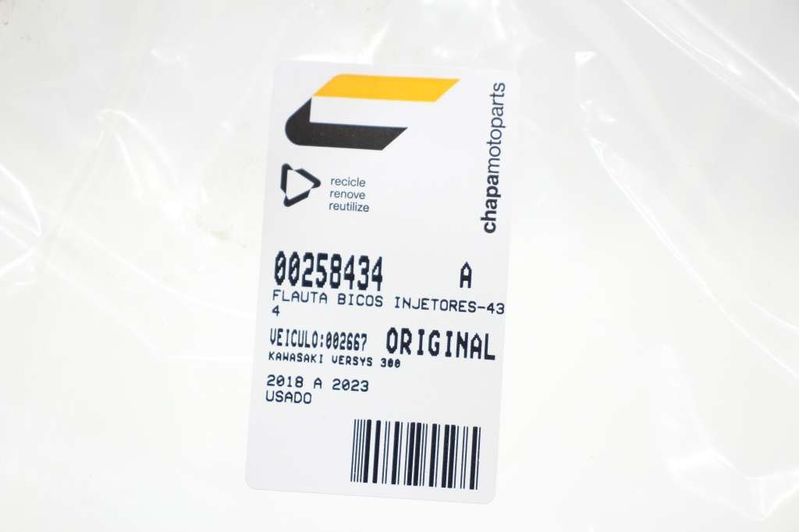 chapamotoparts
recicle
renove
reutilize
00258434 A
FLAUTA BICOS INJETORES-43
4
VEICULO:002667 ORIGINAL
KAWASAKI VERSYS 300
2018 A 2023
USADO